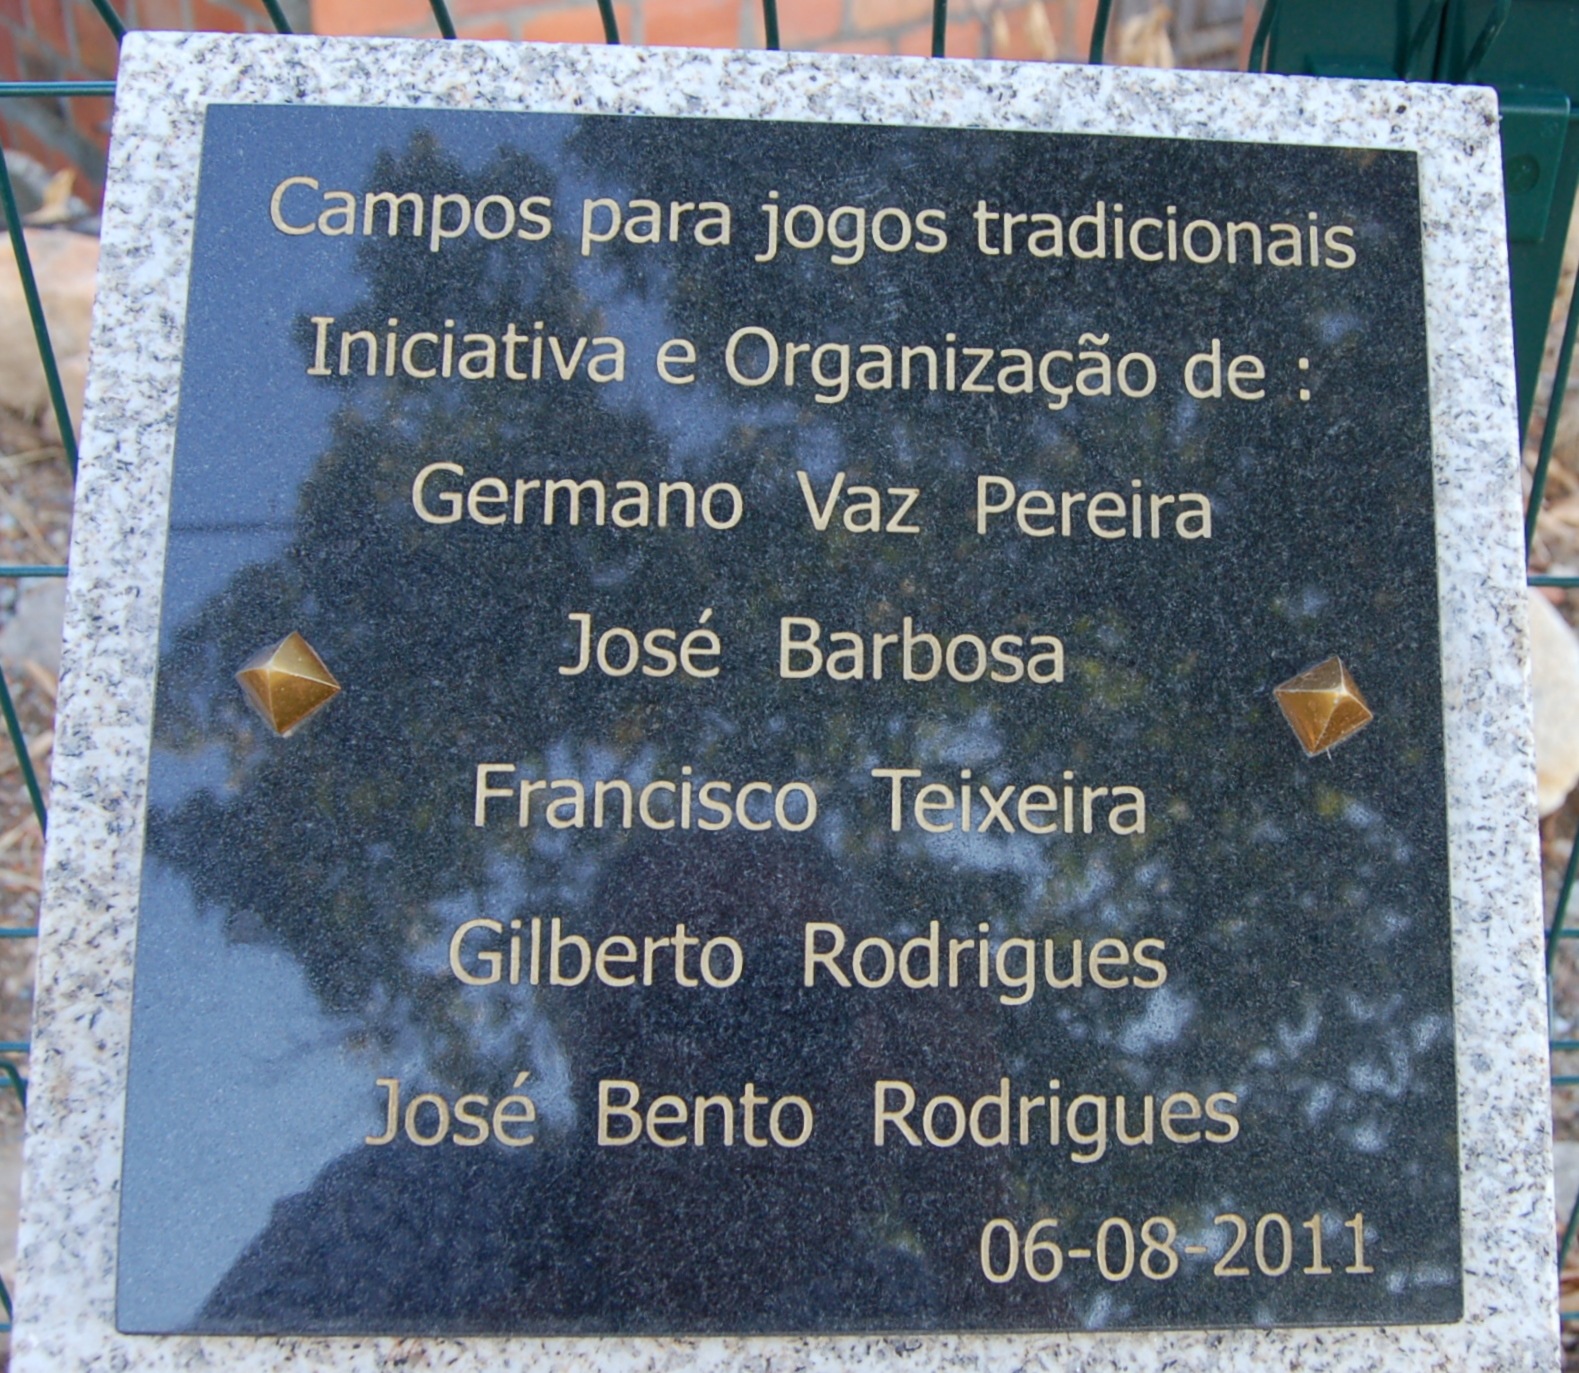 Campos para jogos tradicionais
Iniciativa e Organização de :
Germano Vaz Pereira
José Barbosa
Francisco Teixeira
Gilberto Rodrigues
José Bento Rodrigues
06-08-2011